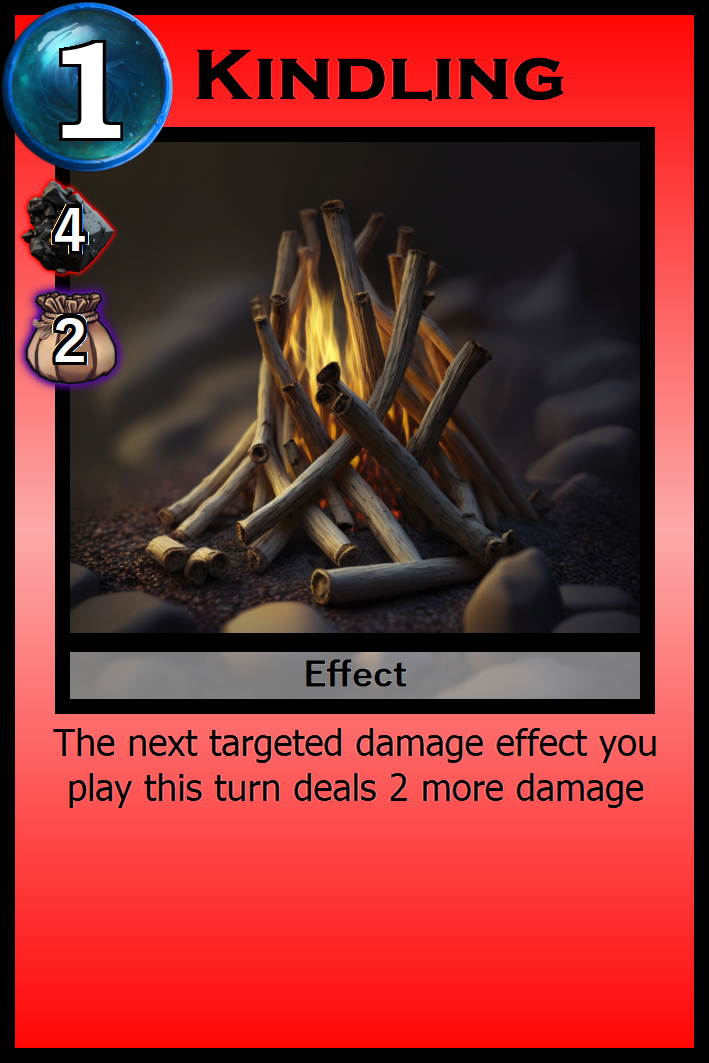 1
Kindling
4
2
Effect
The next targeted damage effect you
play this turn deals 2 more damage